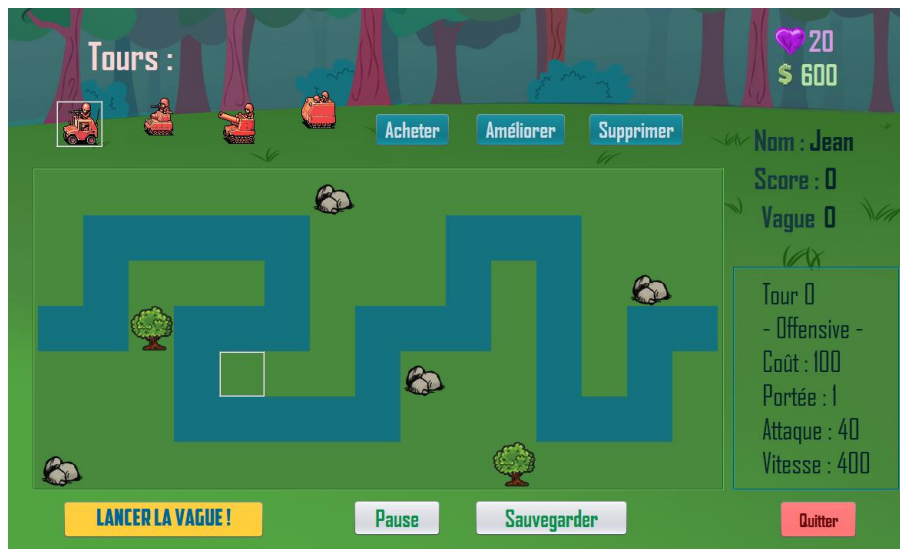 Tours :
20
$ 600
Acheter
Améliorer
Supprimer
Nom : Jean
Score : 0
Vague 0
Tour 0
- Offensive -
Coût : 100
Portée : 1
Attaque : 40
Vitesse : 400
LANCER LA VAGUE !
Pause
Sauvegarder
Quitter